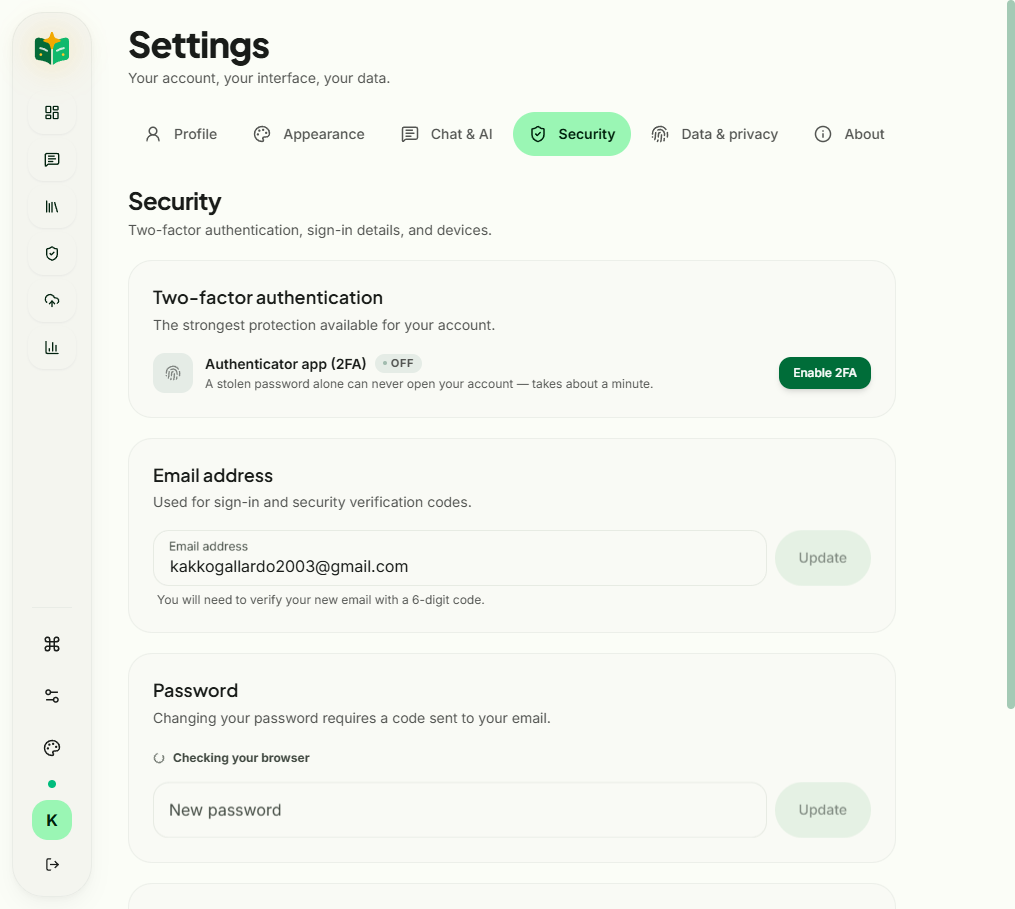 Settings
Your account, your interface, your data.
Profile
Appearance
Chat & AI
Security
Data & privacy
About
Security
Two-factor authentication, sign-in details, and devices.
Two-factor authentication
The strongest protection available for your account.
Authenticator app (2FA)
OFF
A stolen password alone can never open your account — takes about a minute.
Enable 2FA
Email address
Used for sign-in and security verification codes.
Email address
kakkogallardo2003@gmail.com
Update
You will need to verify your new email with a 6-digit code.
Password
Changing your password requires a code sent to your email.
Checking your browser
New password
Update
K